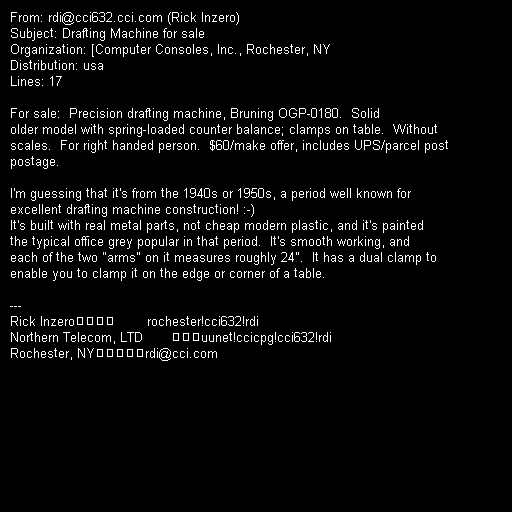 From: rdi@cci632.cci.com (Rick Inzero)
Subject: Drafting Machine for sale
Organization: [Computer Consoles, Inc., Rochester, NY
Distribution: usa
Lines: 17

For sale:  Precision drafting machine, Bruning OGP-0180.  Solid
older model with spring-loaded counter balance; clamps on table.  Without
scales.  For right handed person.  $60/make offer, includes UPS/parcel post
postage.

I'm guessing that it's from the 1940s or 1950s, a period well known for
excellent drafting machine construction! :-)
It's built with real metal parts, not cheap modern plastic, and it's painted
the typical office grey popular in that period.  It's smooth working, and
each of the two "arms" on it measures roughly 24".  It has a dual clamp to
enable you to clamp it on the edge or corner of a table.

---
Rick Inzero▯▯▯▯        rochester!cci632!rdi
Northern Telecom, LTD       ▯▯▯uunet!ccicpg!cci632!rdi
Rochester, NY▯▯▯▯▯rdi@cci.com